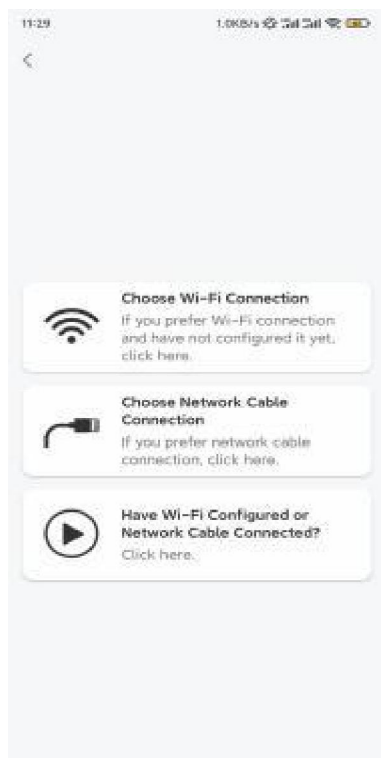 11:29
1.0KB/s
Choose Wi-Fi Connection
If you prefer Wi-Fi connection
and have not configured it yet,
click here.
Choose Network Cable
Connection
If you prefer network cable
connection, click here.
Have Wi-Fi Configured or
Network Cable Connected?
Click here.